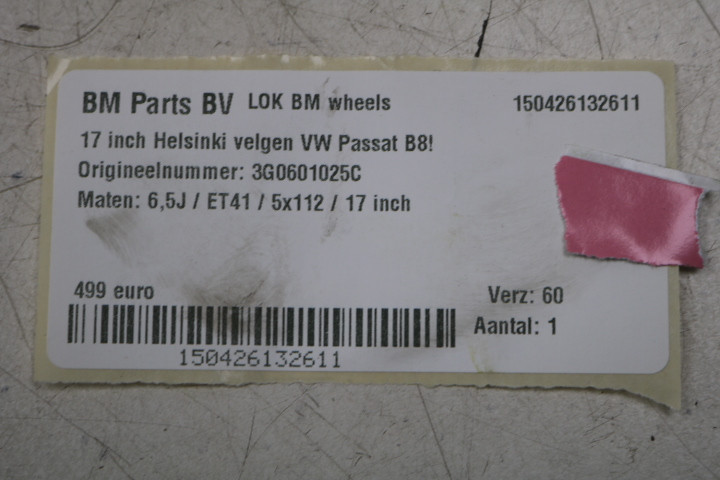 BM Parts BV LOK BM wheels 150426132611
17 inch Helsinki velgen VW Passat B8!
Origineelnummer: 3G0601025C
Maten: 6,5J / ET41 / 5x112 / 17 inch
499 euro Verz: 60
Aantal: 1
150426132611